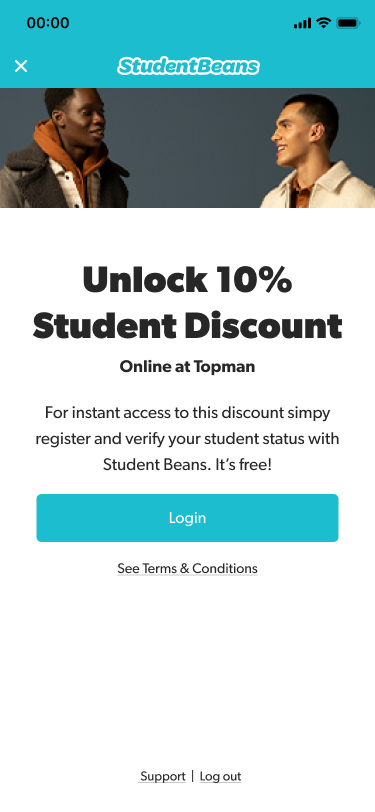 00:00
StudentBeans
Unlock 10%
Student Discount
Online at Topman
For instant access to this discount simpy
register and verify your student status with
Student Beans. It's free!
Login
See Terms & Conditions
Support | Log out